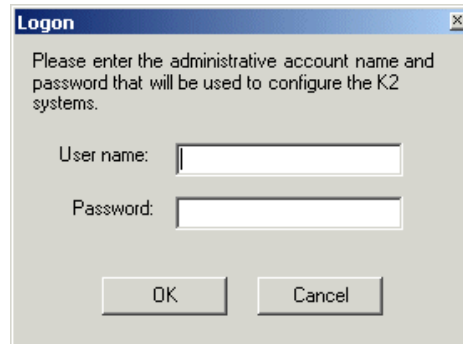 Logon
Please enter the administrative account name and
password that will be used to configure the K2
systems.
User name:
Password:
OK Cancel